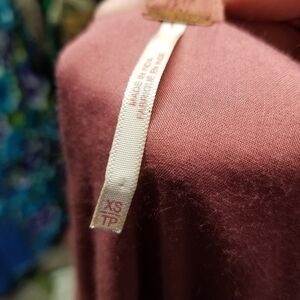 MADE IN INDIA
FABRIQUÉ EN INDE
XS
TP